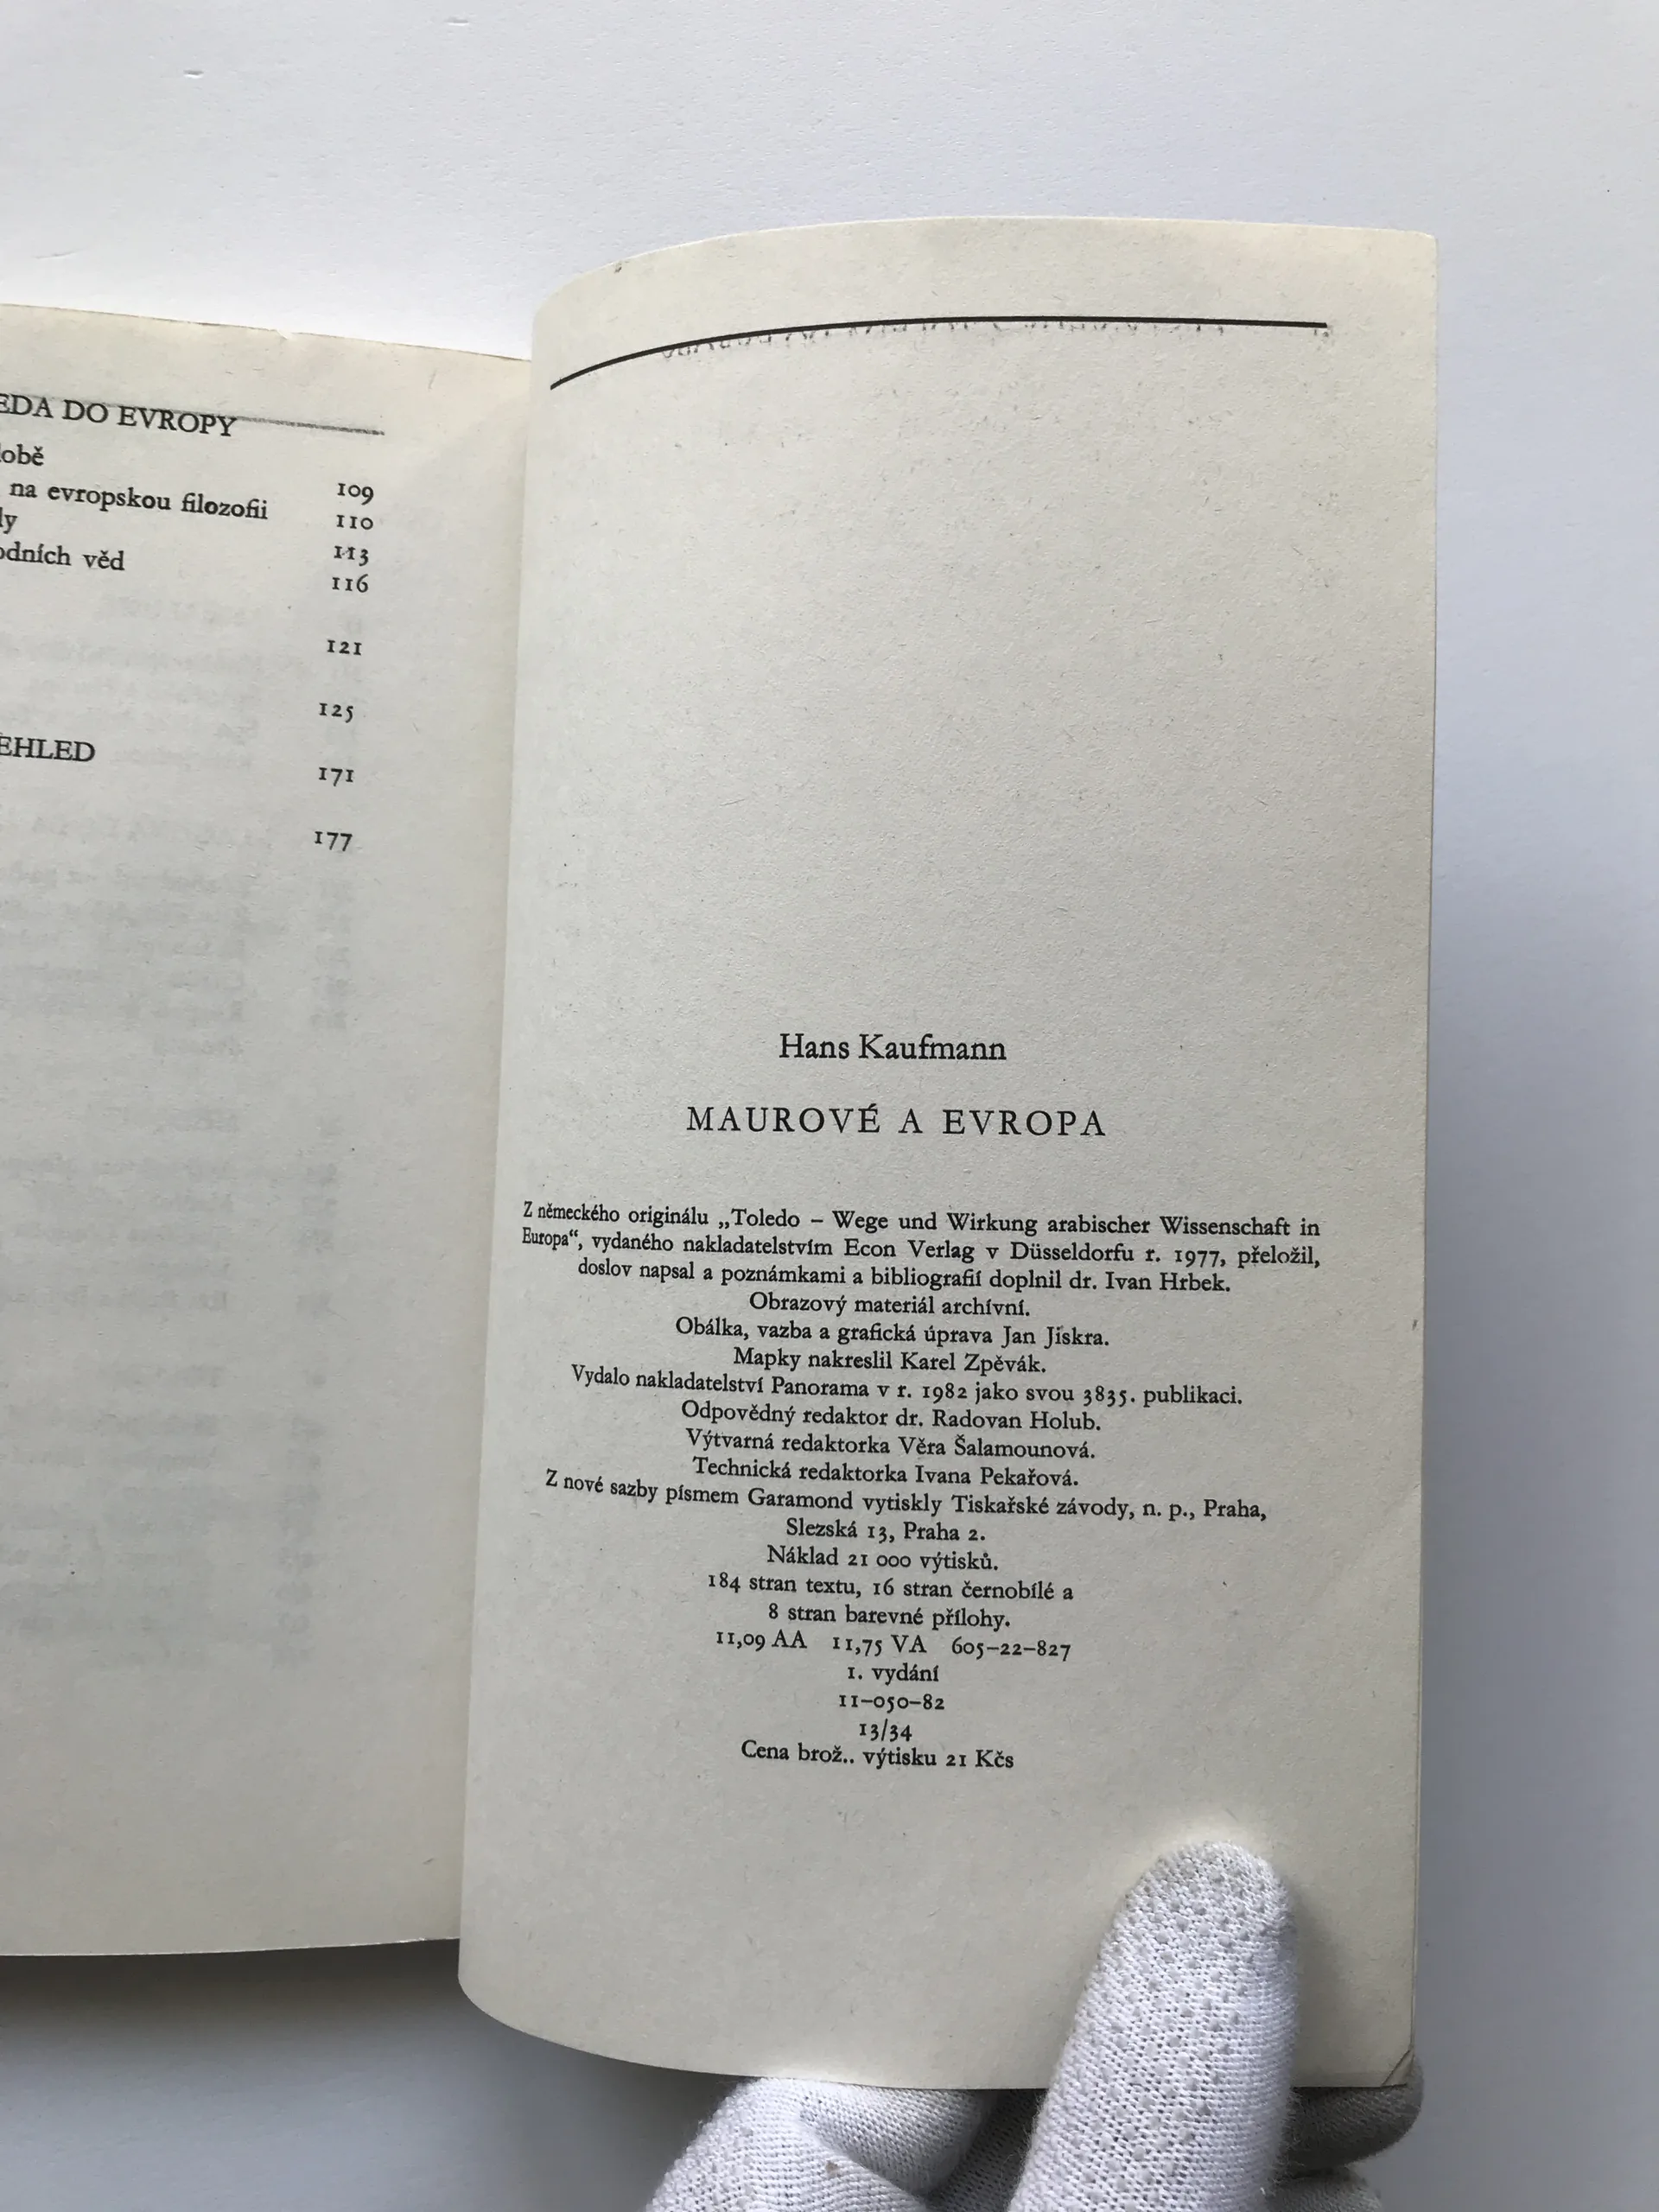 EDA DO EVROPY
obě 109
na evropskou filozofii 110
113
odních věd 116
121
125
EHLED 171
177
Hans Kaufmann
MAUROVÉ A EVROPA
Z německého originálu „Toledo – Wege und Wirkung arabischer Wissenschaft in
Europa“, vydaného nakladatelstvím Econ Verlag v Düsseldorfu r. 1977, přeložil,
doslov napsal a poznámkami a bibliografií doplnil dr. Ivan Hrbek.
Obrazový materiál archívní.
Obálka, vazba a grafická úprava Jan Jiskra.
Mapky nakreslil Karel Zpěvák.
Vydalo nakladatelství Panorama v r. 1982 jako svou 3835. publikaci.
Odpovědný redaktor dr. Radovan Holub.
Výtvarná redaktorka Věra Šalamounová.
Technická redaktorka Ivana Pekařová.
Z nové sazby písmem Garamond vytiskly Tiskařské závody, n. p., Praha,
Slezská 13, Praha 2.
Náklad 21 000 výtisků.
184 stran textu, 16 stran černobílé a
8 stran barevné přílohy.
11,09 AA 11,75 VA 605–22–827
1. vydání
11–050–82
13/34
Cena brož.. výtisku 21 Kčs